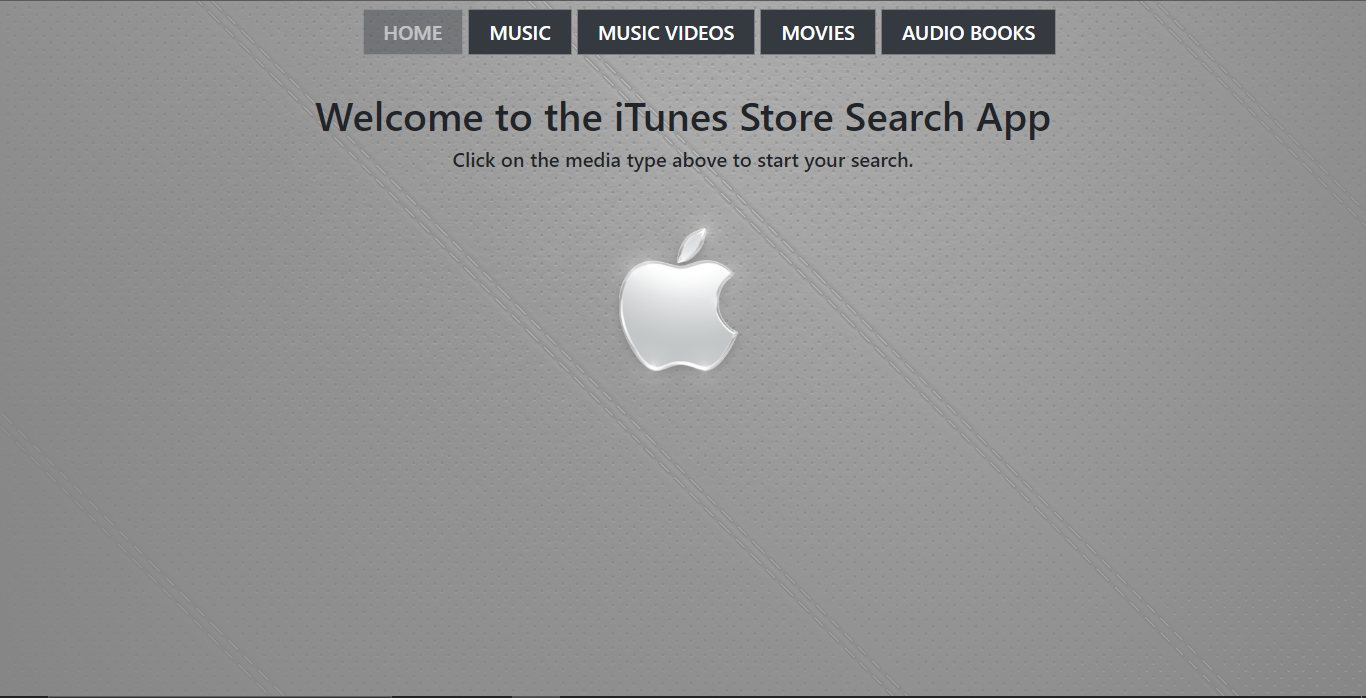 HOME MUSIC MUSIC VIDEOS MOVIES AUDIO BOOKS
Welcome to the iTunes Store Search App
Click on the media type above to start your search.